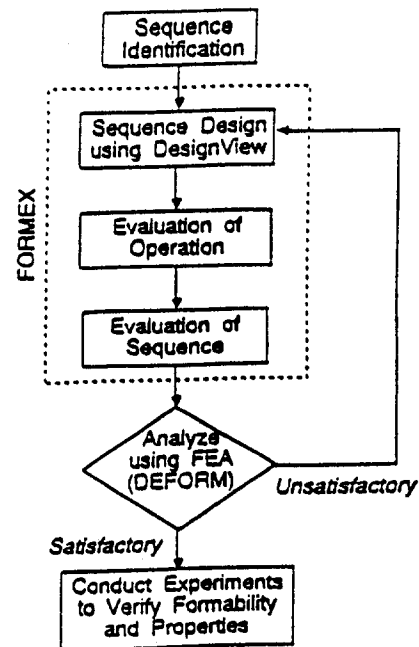 Sequence
Identification
FORMEX
Sequence Design
using DesignView
Evaluation of
Operation
Evaluation of
Sequence
Analyze
using FEA
(DEFORM)
Unsatisfactory
Satisfactory
Conduct Experiments
to Verify Formability
and Properties